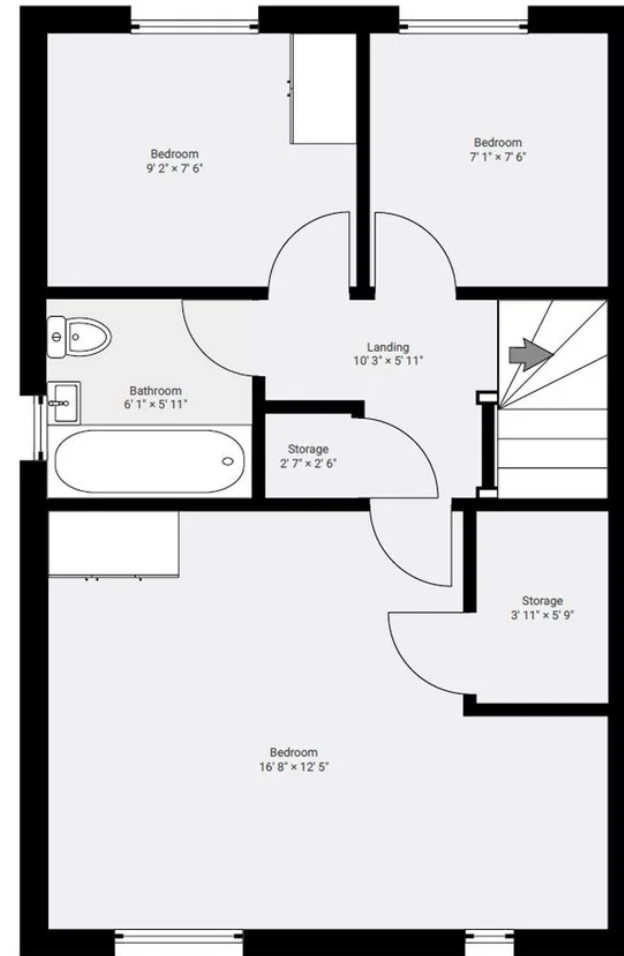 Bedroom
9' 2" × 7' 6"
Bedroom
7' 1" × 7' 6"
Landing
10' 3" × 5' 11"
Bathroom
6' 1" × 5' 11"
Storage
2' 7" × 2' 6"
Storage
3' 11" × 5' 9"
Bedroom
16' 8" × 12' 5"